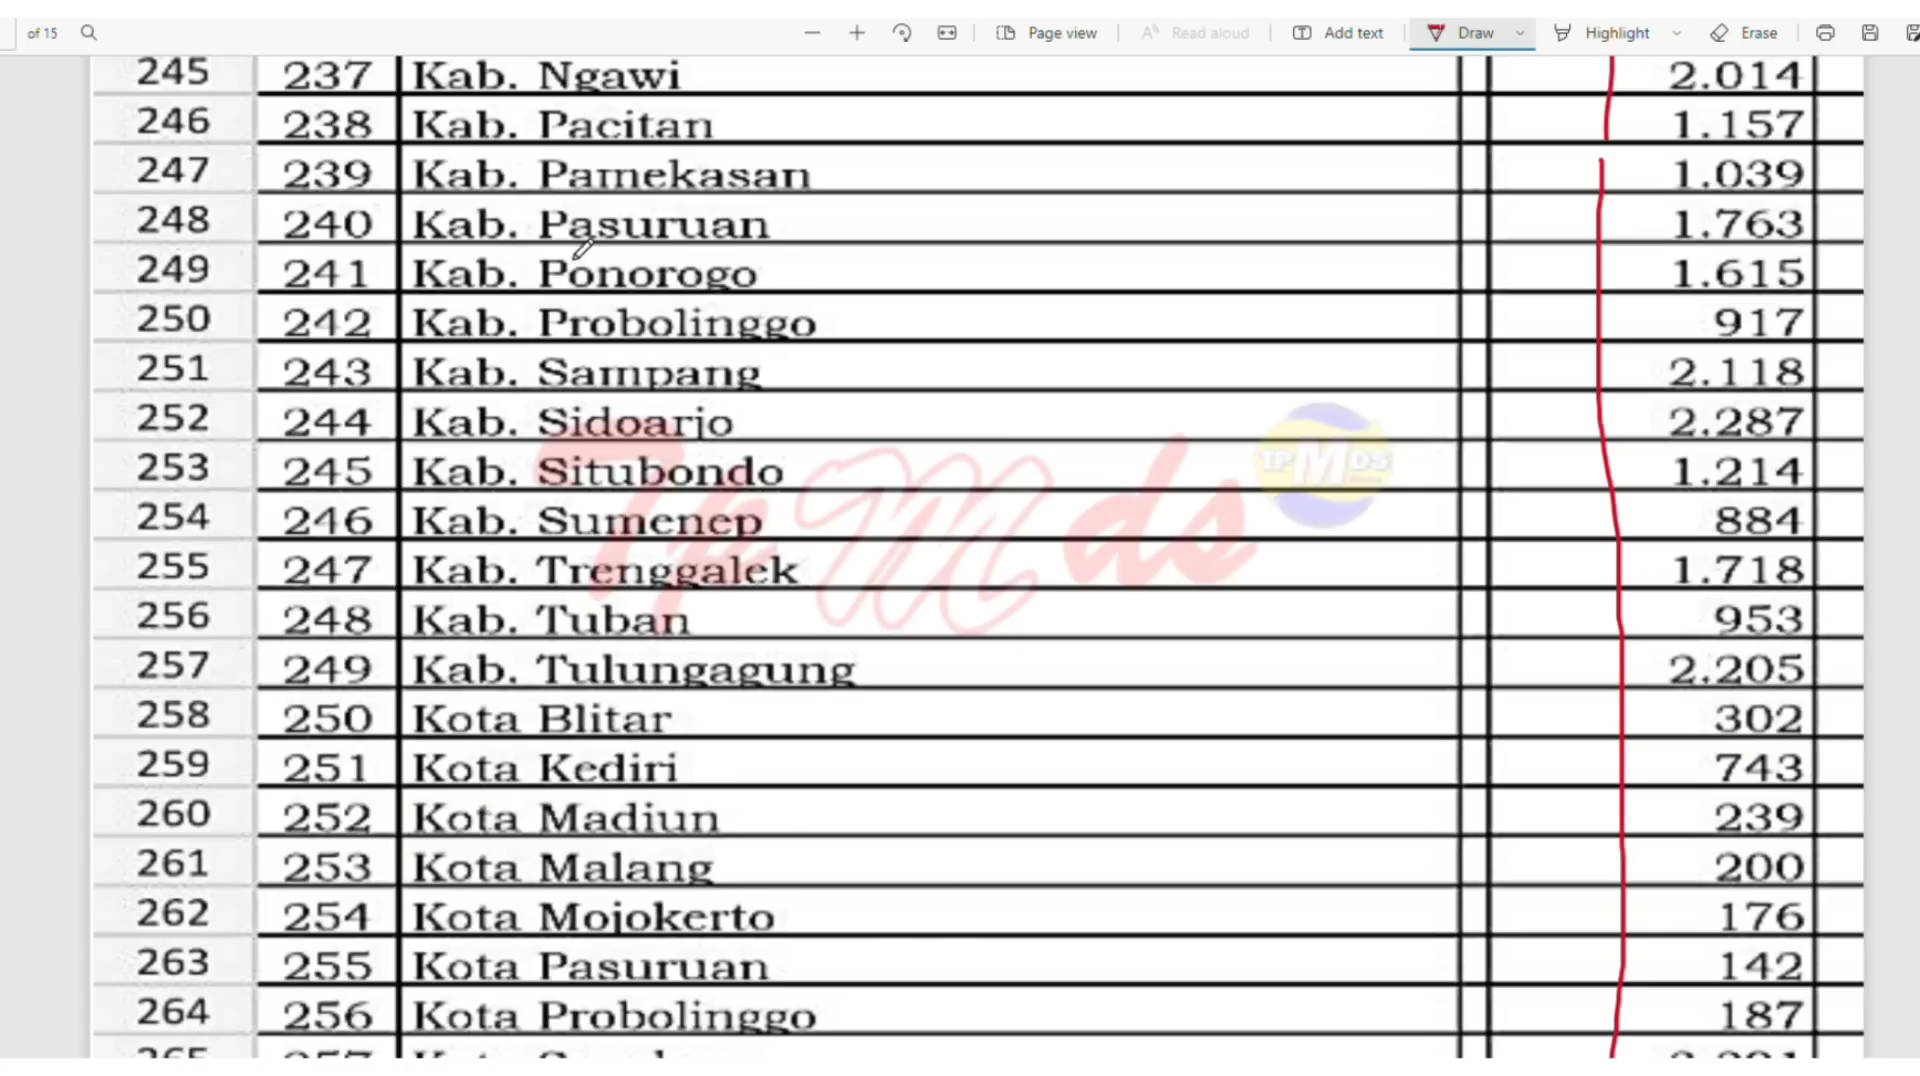 of 15 Page view Read aloud Add text Draw Highlight Erase
245 237 Kab. Ngawi 2.014
246 238 Kab. Pacitan 1.157
247 239 Kab. Pamekasan 1.039
248 240 Kab. Pasuruan 1.763
249 241 Kab. Ponorogo 1.615
250 242 Kab. Probolinggo 917
251 243 Kab. Sampang 2.118
252 244 Kab. Sidoarjo 2.287
253 245 Kab. Situbondo 1.214
254 246 Kab. Sumenep 884
255 247 Kab. Trenggalek 1.718
256 248 Kab. Tuban 953
257 249 Kab. Tulungagung 2.205
258 250 Kota Blitar 302
259 251 Kota Kediri 743
260 252 Kota Madiun 239
261 253 Kota Malang 200
262 254 Kota Mojokerto 176
263 255 Kota Pasuruan 142
264 256 Kota Probolinggo 187
TpMds
TPMDS